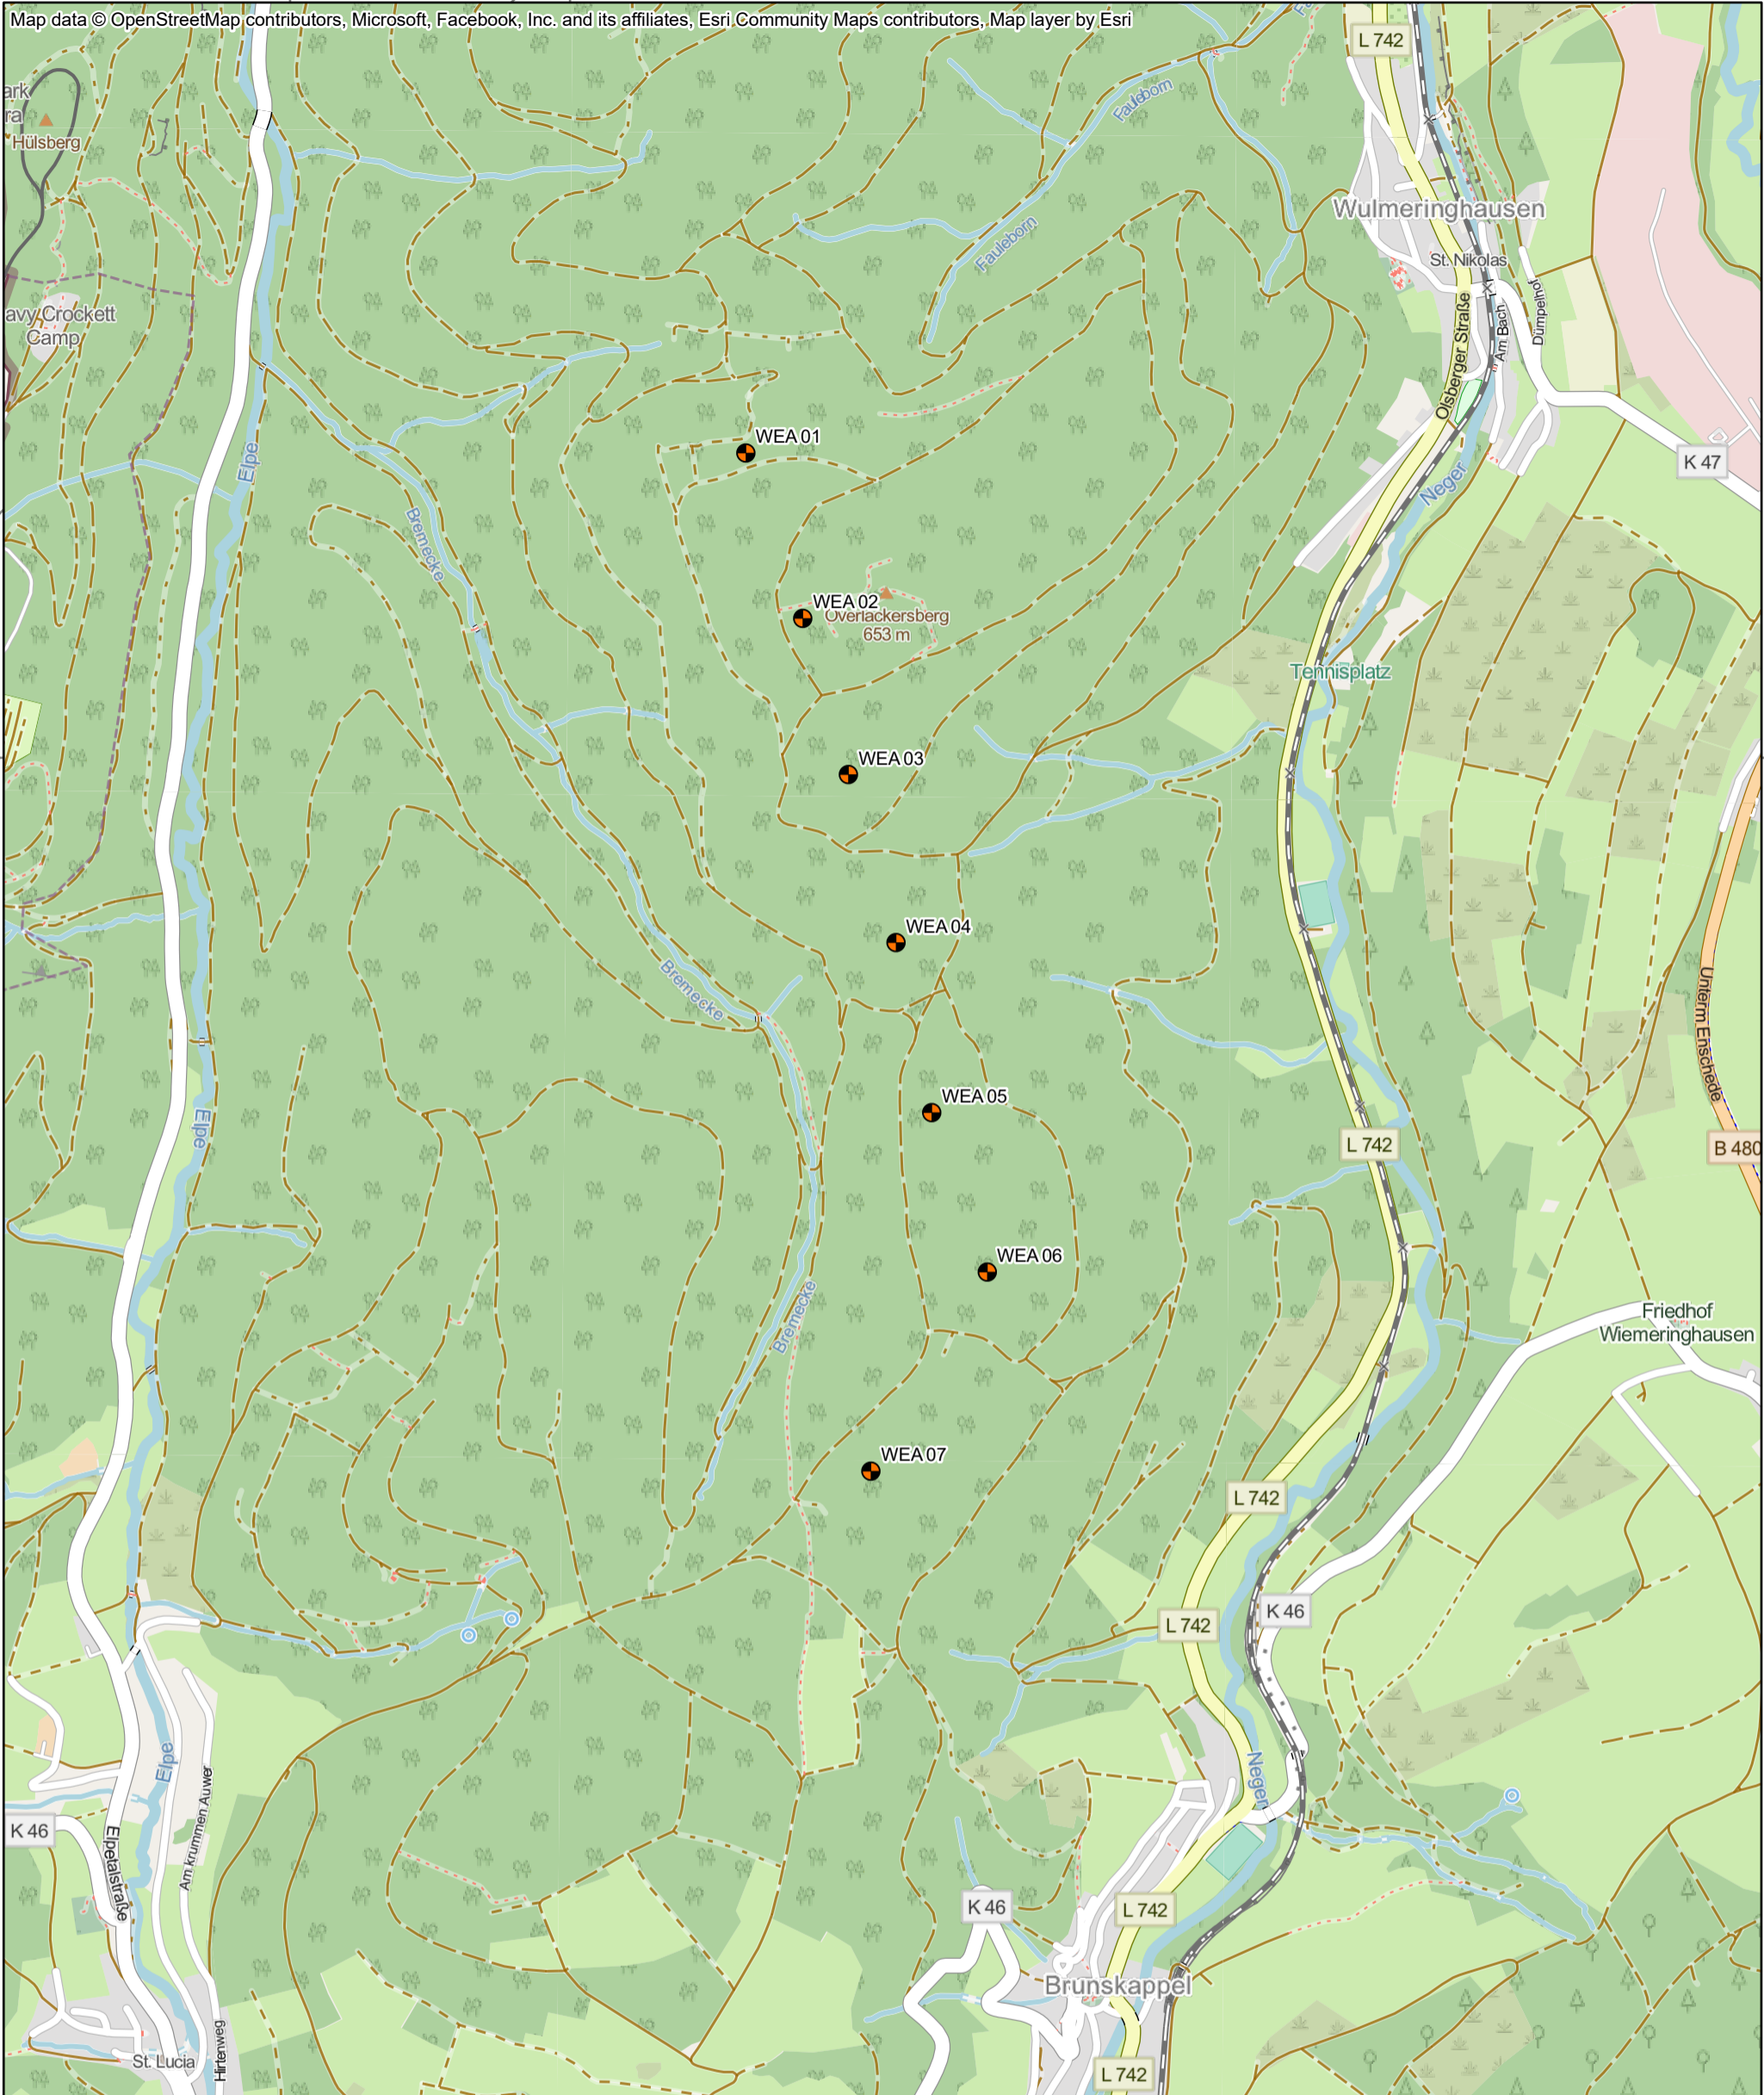 Map data © OpenStreetMap contributors, Microsoft, Facebook, Inc. and its affiliates, Esri Community Maps contributors, Map layer by Esri
L 742
ark
ra
Hülsberg
Fauleborn
Wulmeringhausen
Fauleborn
St. Nikolas
avy Crockett
Camp
Olsberger Straße
Am Bach
Dümpelhof
WEA 01
Elpe
K 47
Neger
Bremecke
WEA 02
Overlackersberg
653 m
Tennisplatz
WEA 03
WEA 04
Bremecke
Unterm Enschede
WEA 05
Elpe
L 742
B 480
WEA 06
Bremecke
Friedhof
Wiemeringhausen
WEA 07
L 742
K 46
L 742
Elpe
Neger
Am krummen Auwer
K 46
Elpetalstraße
K 46
L 742
Brunskappel
Hirtenweg
St. Lucia
L 742